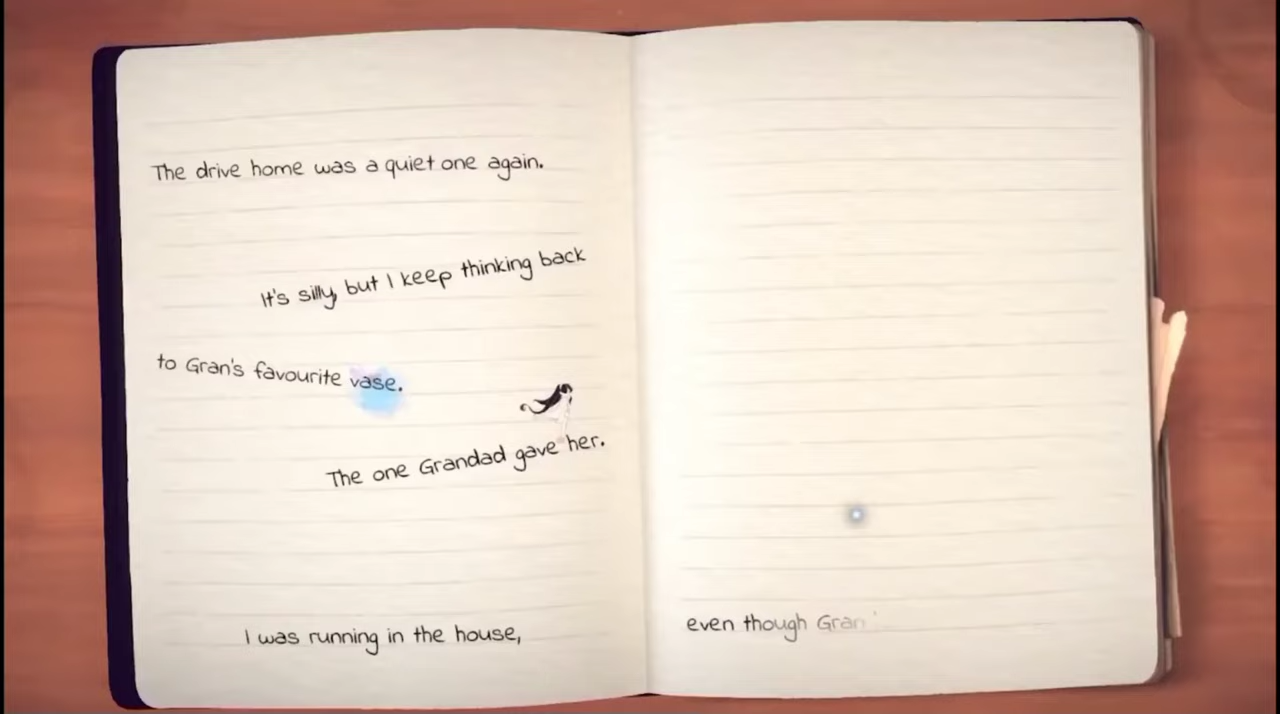 The drive home was a quiet one again.
It's silly, but I keep thinking back
to Gran's favourite vase.
The one Grandad gave her.
I was running in the house,
even though Gran'